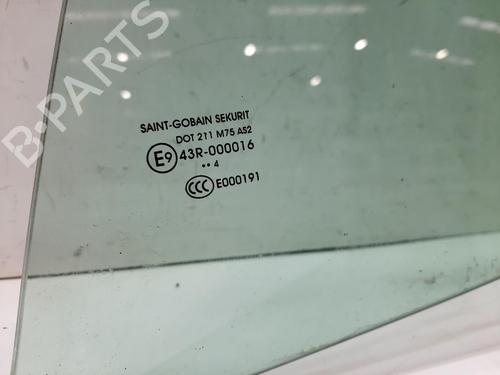 B-PARTS
SAINT-GOBAIN SEKURIT
DOT 211 M75 AS2
E9 43R-000016
•• 4
CCC E000191